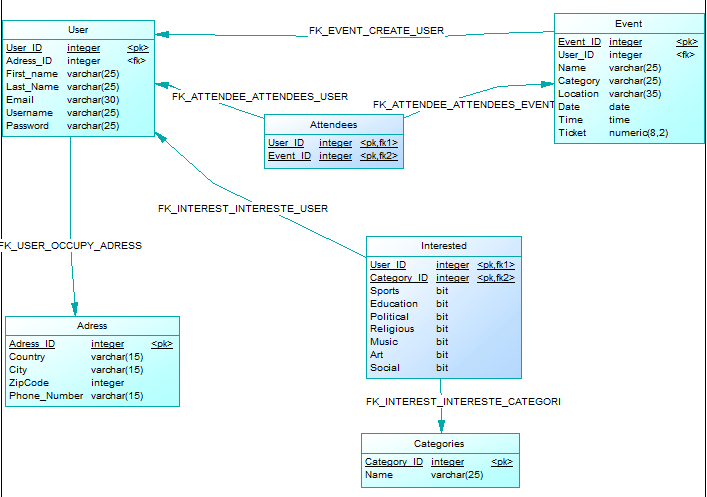 User
User_ID integer <pk>
Adress_ID integer <fk>
First_name varchar(25)
Last_Name varchar(25)
Email varchar(30)
Username varchar(25)
Password varchar(25)
FK_EVENT_CREATE_USER
Event
Event_ID integer <pk>
User_ID integer <fk>
Name varchar(25)
Category varchar(25)
Location varchar(35)
Date date
Time time
Ticket numeric(8,2)
FK_ATTENDEE_ATTENDEES_USER
FK_ATTENDEE_ATTENDEES_EVENT
Attendees
User_ID integer <pk,fk1>
Event_ID integer <pk,fk2>
FK_INTEREST_INTERESTE_USER
FK_USER_OCCUPY_ADRESS
Interested
User_ID integer <pk,fk1>
Category_ID integer <pk,fk2>
Sports bit
Education bit
Political bit
Religious bit
Music bit
Art bit
Social bit
Adress
Adress_ID integer <pk>
Country varchar(15)
City varchar(15)
ZipCode integer
Phone_Number varchar(15)
FK_INTEREST_INTERESTE_CATEGORI
Categories
Category_ID integer <pk>
Name varchar(25)